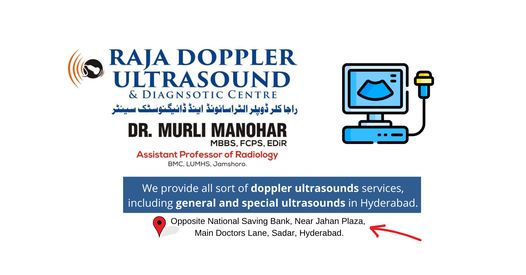 RAJA DOPPLER
ULTRASOUND
& DIAGNSOTIC CENTRE
راجا کلر ڈوپلر الٹراساؤنڈ اینڈ ڈائیگنوسٹک سینٹر
DR. MURLI MANOHAR
MBBS, FCPS, EDiR
Assistant Professor of Radiology
BMC, LUMHS, Jamshoro.
We provide all sort of doppler ultrasounds services,
including general and special ultrasounds in Hyderabad.
Opposite National Saving Bank, Near Jahan Plaza,
Main Doctors Lane, Sadar, Hyderabad.